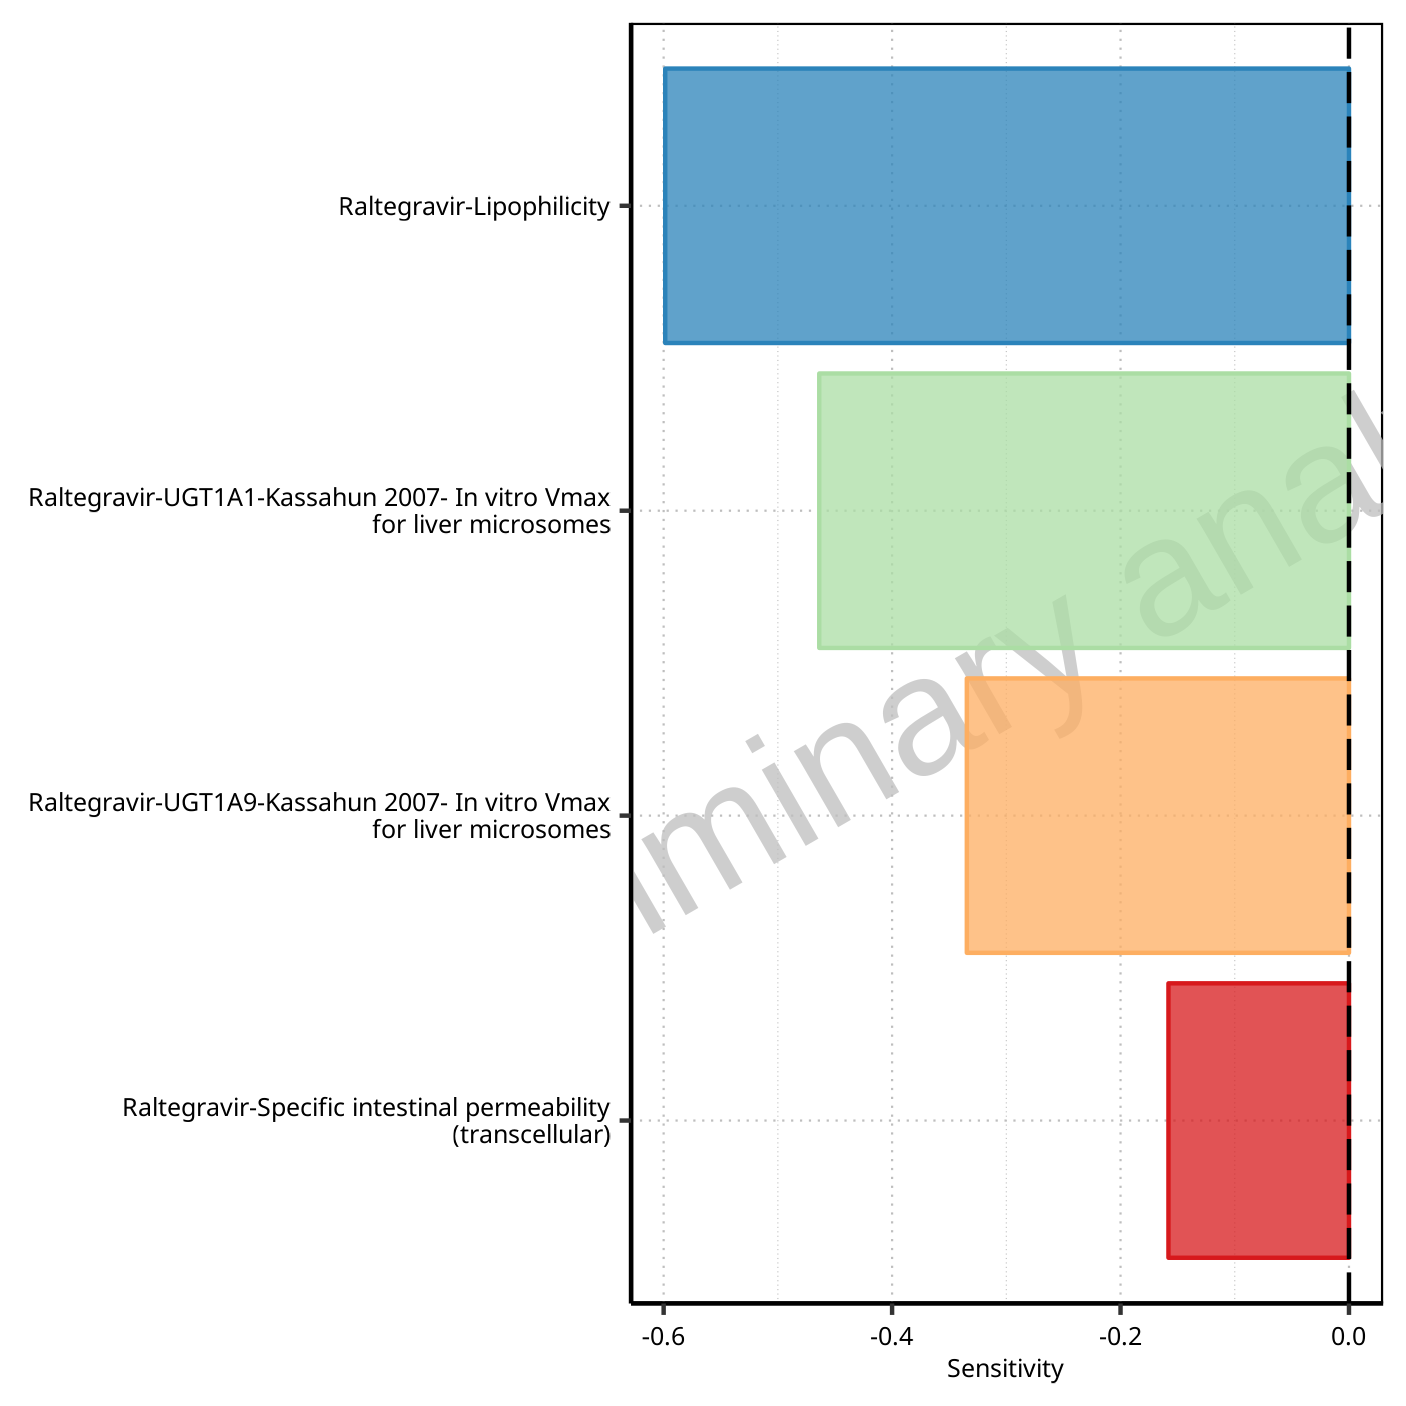 Raltegravir-Lipophilicity
Raltegravir-UGT1A1-Kassahun 2007- In vitro Vmax
for liver microsomes
Raltegravir-UGT1A9-Kassahun 2007- In vitro Vmax
for liver microsomes
Raltegravir-Specific intestinal permeability
(transcellular)
minary ana
-0.6 -0.4 -0.2 0.0
Sensitivity